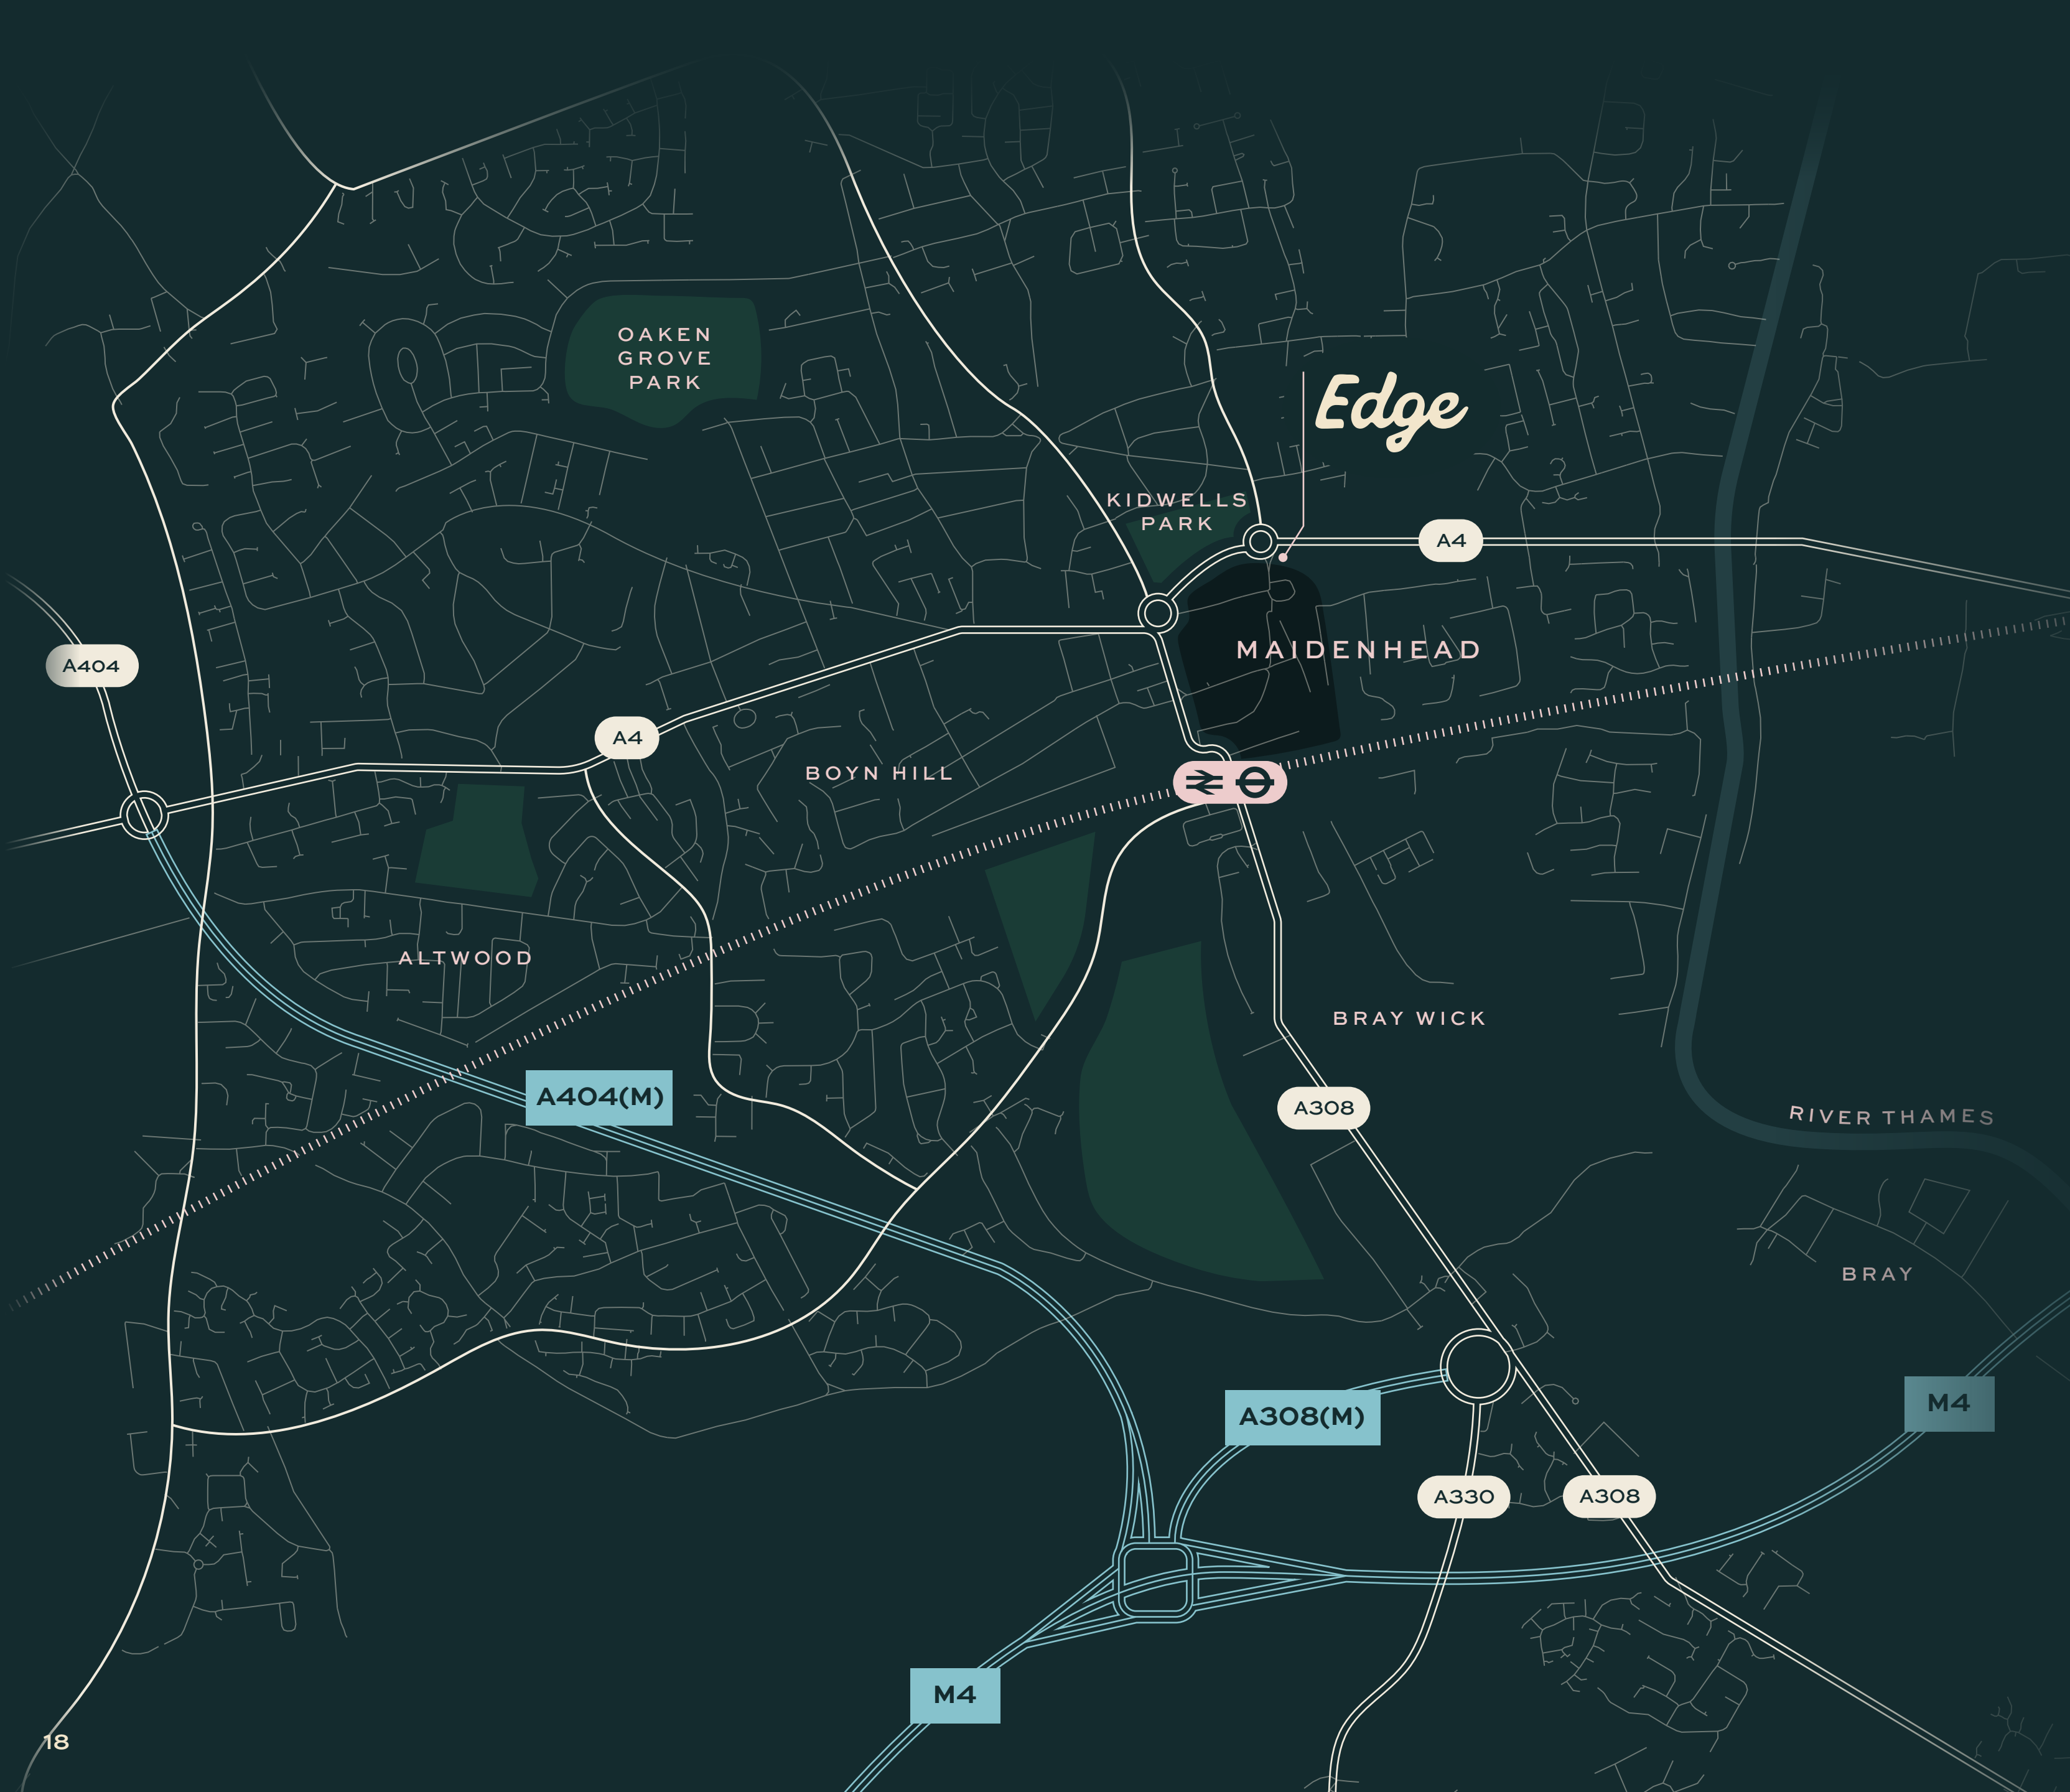 OAKEN
GROVE
PARK
Edge
KIDWELLS
PARK
A4
MAIDENHEAD
A404
A4
BOYN HILL
ALTWOOD
BRAY WICK
A404(M)
A308
RIVER THAMES
BRAY
A308(M)
M4
A330
A308
M4
18